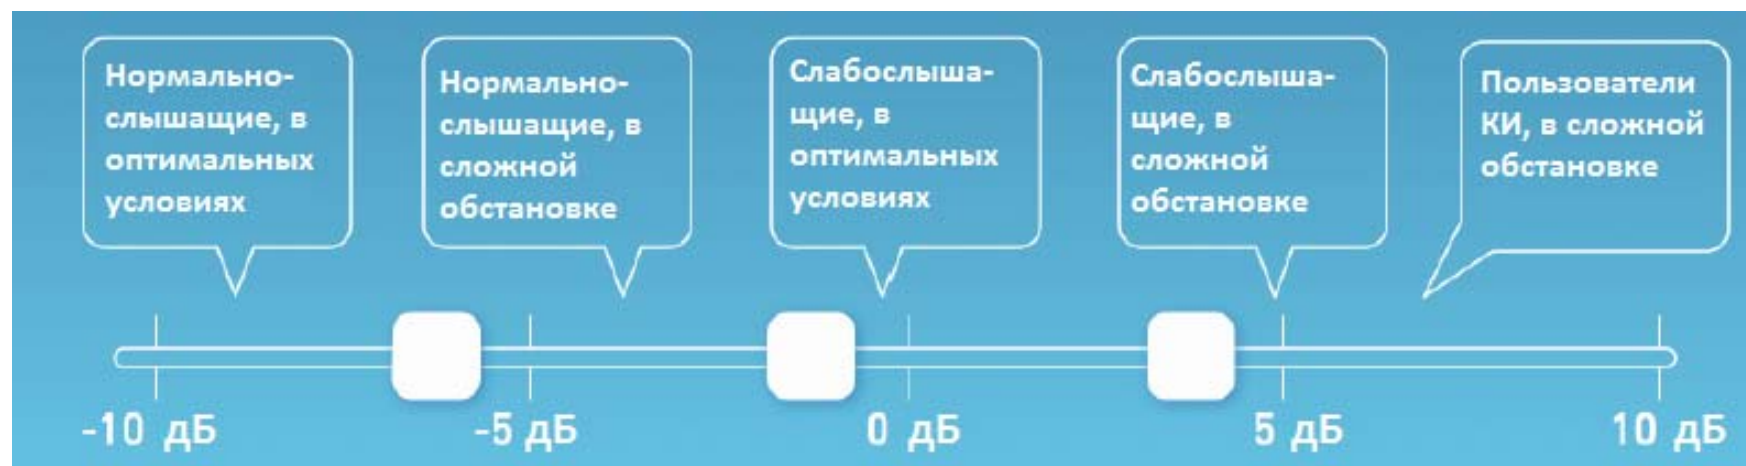 Нормально-
слышащие, в
оптимальных
условиях
Нормально-
слышащие, в
сложной
обстановке
Слабослыша-
щие, в
оптимальных
условиях
Слабослыша-
щие, в
сложной
обстановке
Пользователи
КИ, в сложной
обстановке
-10 дБ
-5 дБ
0 дБ
5 дБ
10 дБ